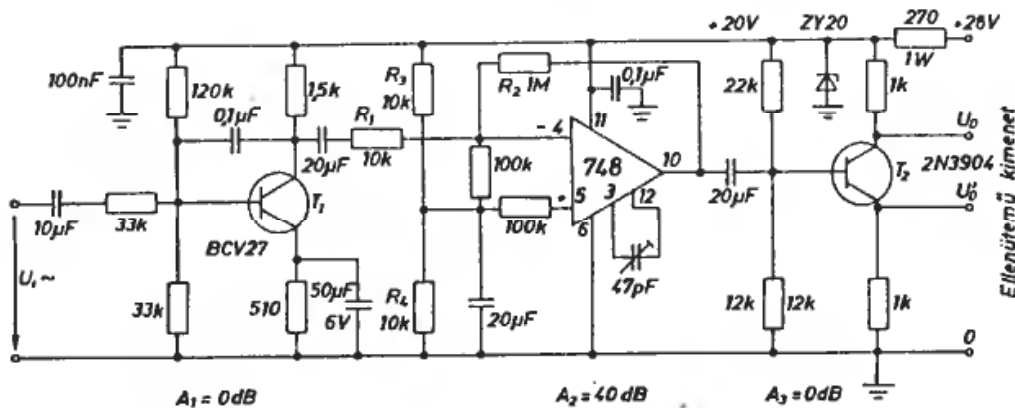 +20V ZY20 270 +28V
1W
100nF 120k 1,5k R3 10k R2 1M 0,1µF 22k 1k
0,1µF 20µF R1 10k 100k - 4 11 748 10 U0
T1 + 5 3 12 20µF T2 2N3904
10µF 33k BCV27 100k 6 U0'
U1~ 47pF
33k 510 50µF 6V R4 10k 20µF 12k 12k 1k
0
Ellenütemű kimenet
A1 = 0dB A2 = 40dB A3 = 0dB